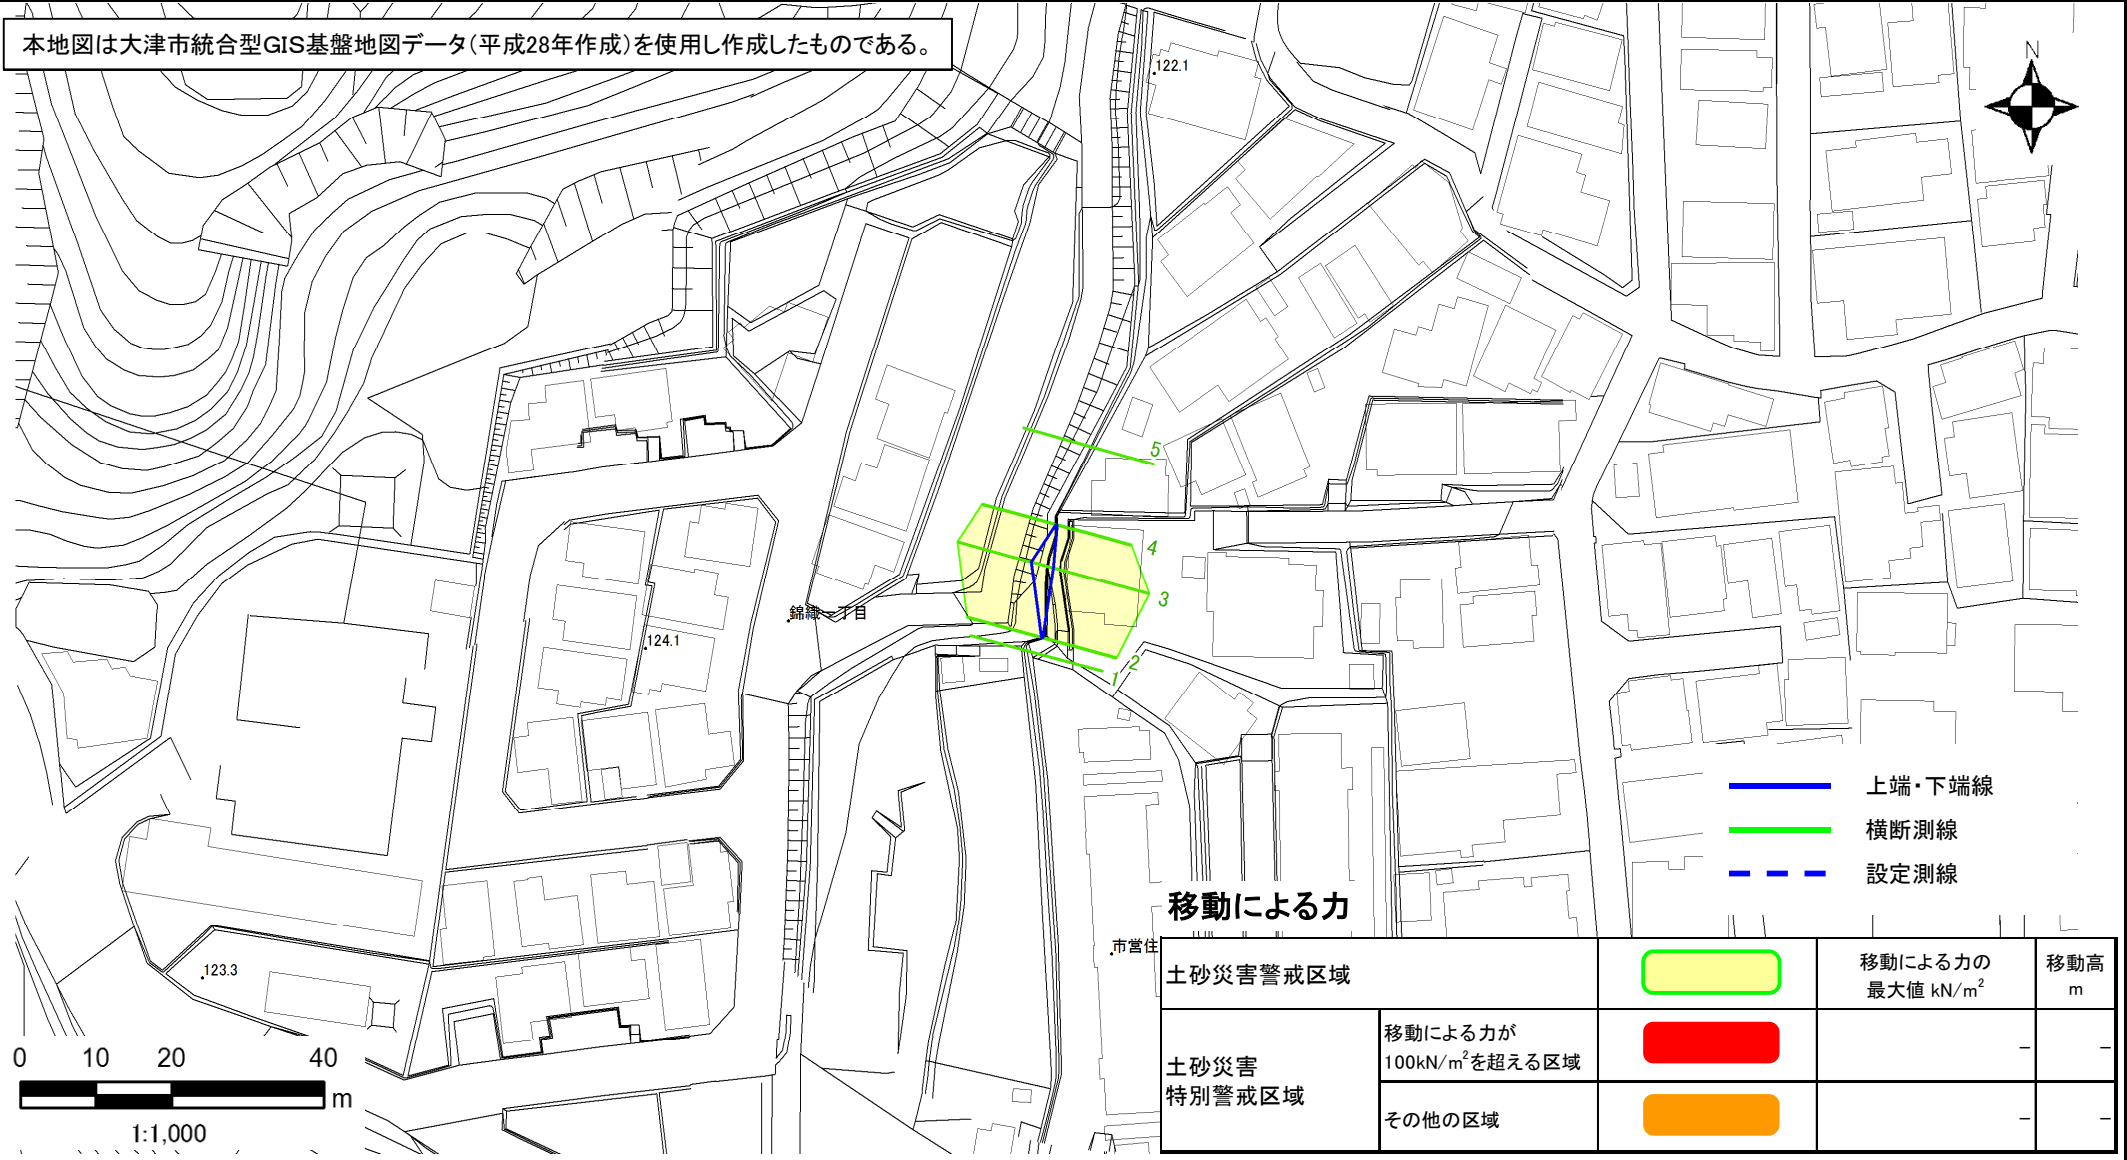 本地図は大津市統合型GIS基盤地図データ(平成28年作成)を使用し作成したものである。
N
122.1
5
4
3
2
1
錦織一丁目
124.1
123.3
市営住
上端・下端線
横断測線
設定測線
移動による力
土砂災害警戒区域
移動による力の
最大値 kN/m²
移動高
m
土砂災害
特別警戒区域
移動による力が
100kN/m²を超える区域
－
－
その他の区域
－
－
0 10 20 40
m
1:1,000